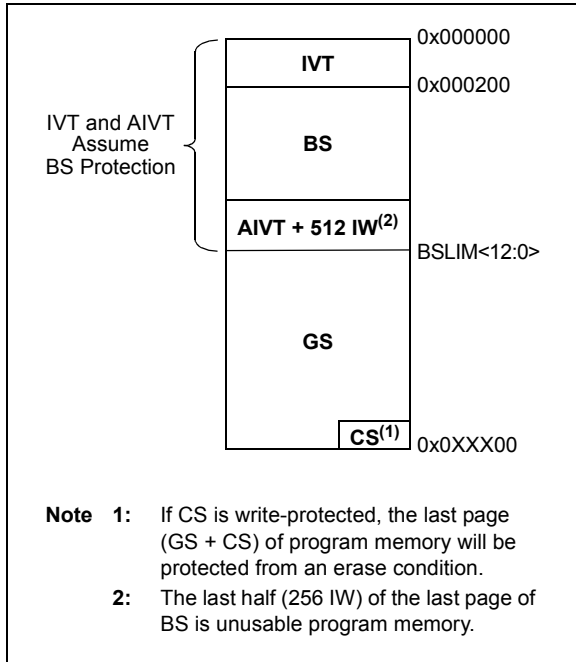 0x000000
IVT
0x000200
IVT and AIVT
Assume
BS Protection
BS
AIVT + 512 IW(2)
BSLIM<12:0>
GS
CS(1)
0x0XXX00
Note 1: If CS is write-protected, the last page
(GS + CS) of program memory will be
protected from an erase condition.
2: The last half (256 IW) of the last page of
BS is unusable program memory.